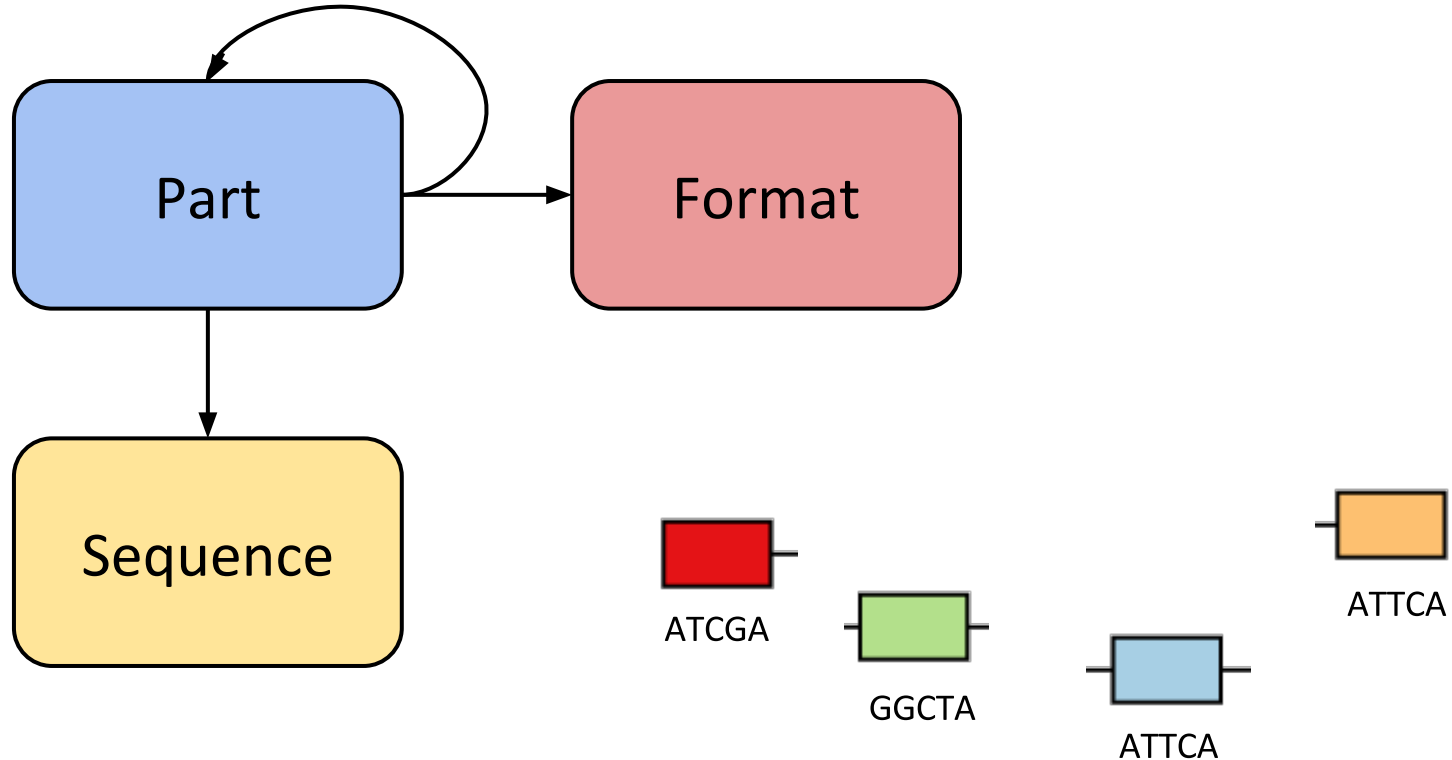 Part
Format
Sequence
ATCGA
GGCTA
ATTCA
ATTCA